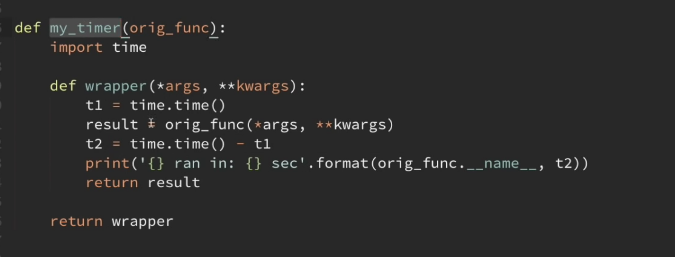 def my_timer(orig_func):
    import time
    def wrapper(*args, **kwargs):
        t1 = time.time()
        result = orig_func(*args, **kwargs)
        t2 = time.time() - t1
        print('{} ran in: {} sec'.format(orig_func.__name__, t2))
        return result
    return wrapper